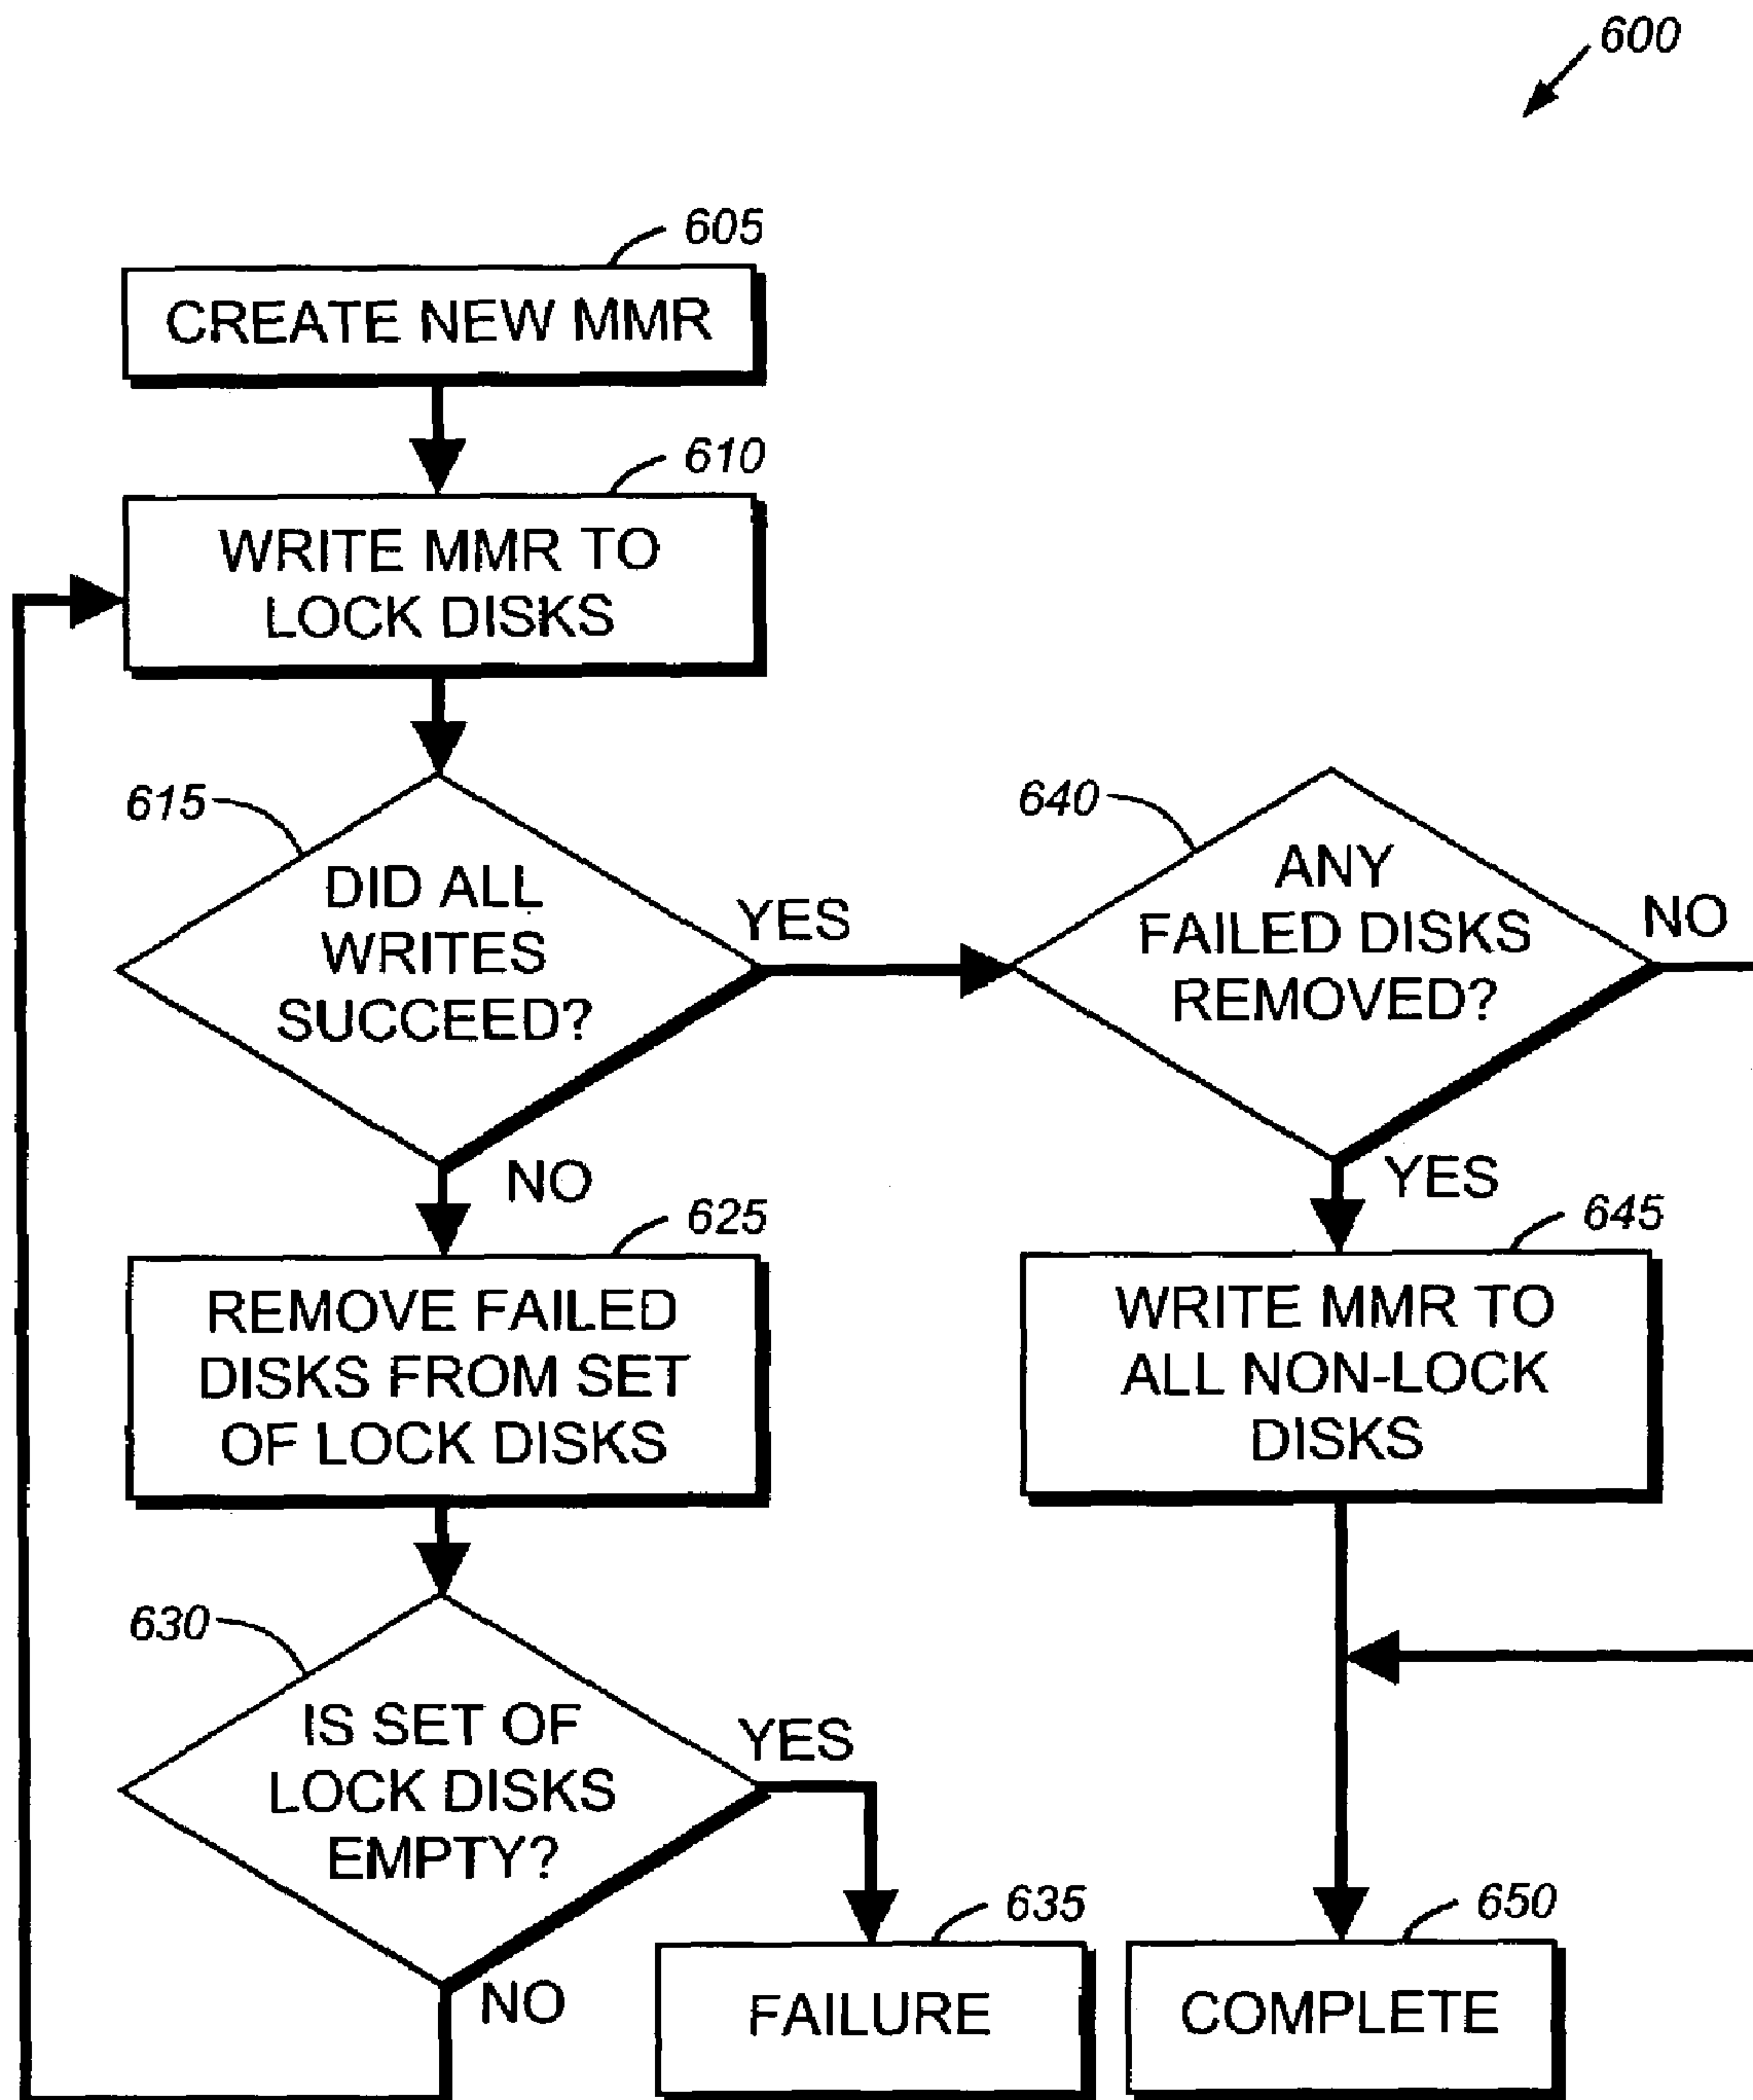 600
605
CREATE NEW MMR
610
WRITE MMR TO
LOCK DISKS
615
DID ALL
WRITES
SUCCEED?
YES
NO
640
ANY
FAILED DISKS
REMOVED?
NO
YES
625
REMOVE FAILED
DISKS FROM SET
OF LOCK DISKS
645
WRITE MMR TO
ALL NON-LOCK
DISKS
630
IS SET OF
LOCK DISKS
EMPTY?
YES
NO
635
FAILURE
650
COMPLETE